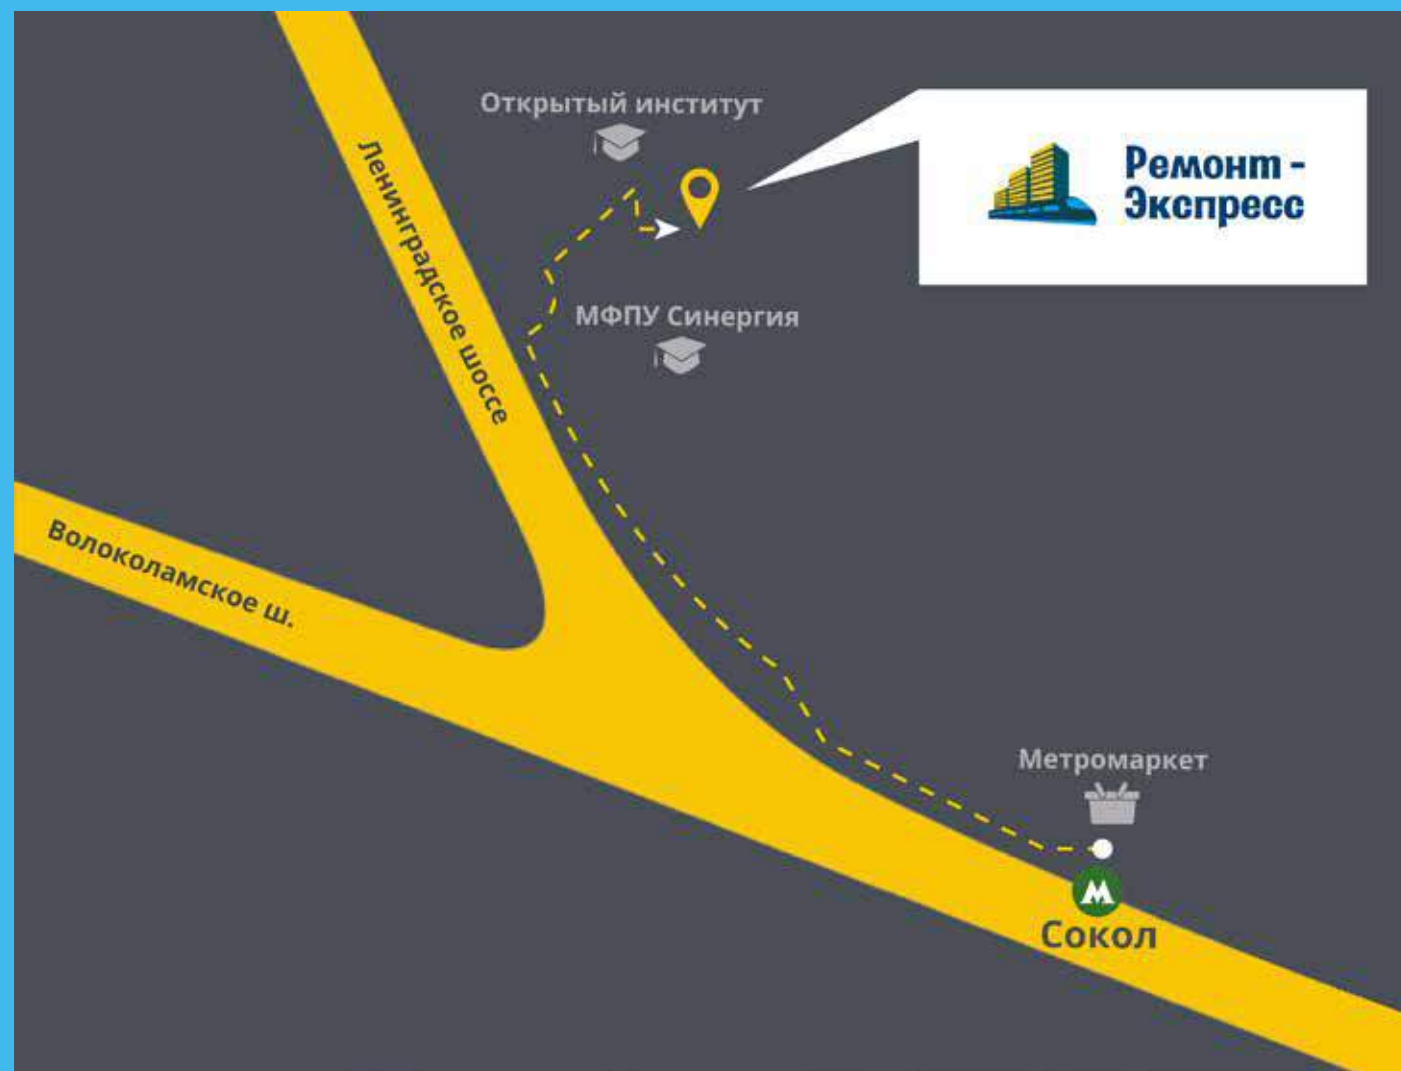 Открытый институт
Ремонт -
Экспресс
Ленинградское шоссе
МФПУ Синергия
Волоколамское ш.
Метромаркет
М
Сокол